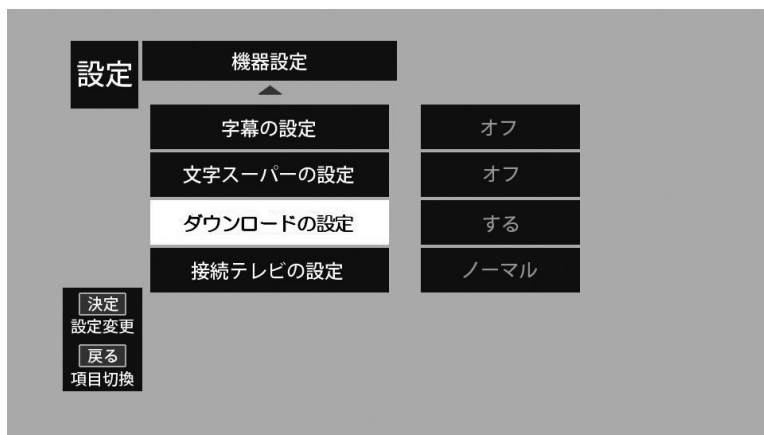 設定
機器設定
字幕の設定 オフ
文字スーパーの設定 オフ
ダウンロードの設定 する
接続テレビの設定 ノーマル
決定
設定変更
戻る
項目切換